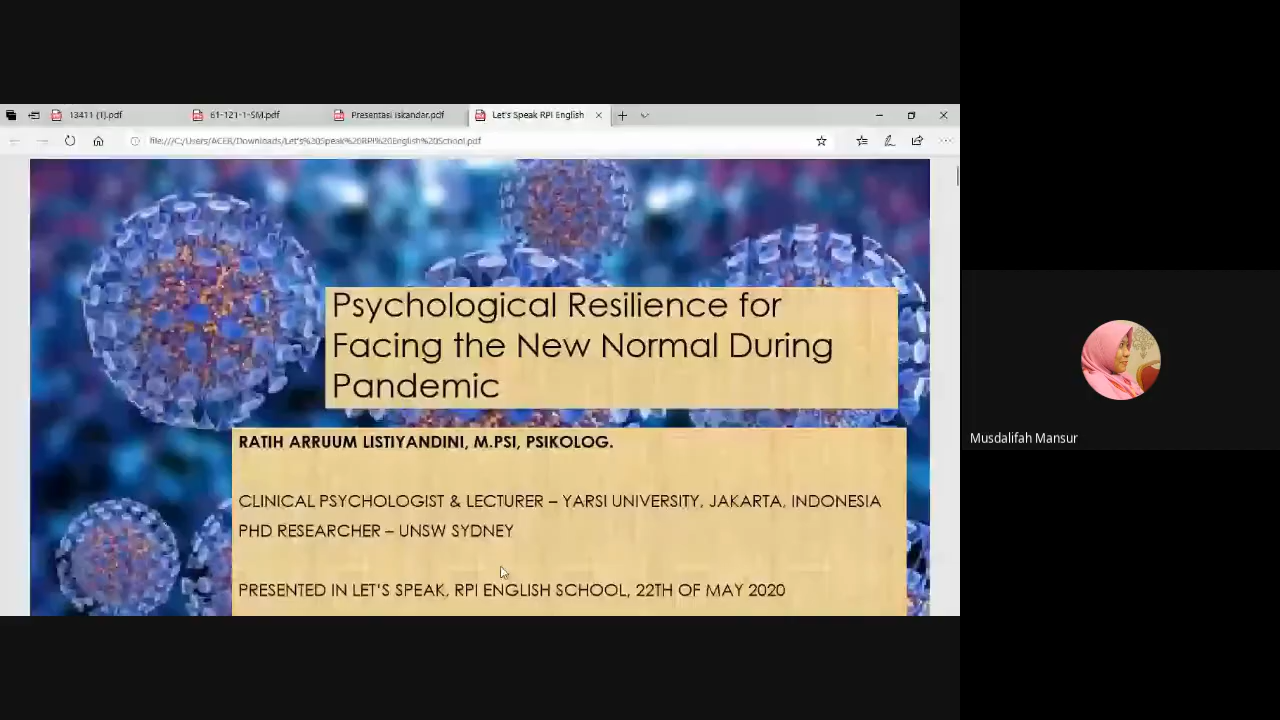 13411 (1).pdf
61-121-1-SM.pdf
Presentasi Iskandar.pdf
Let's Speak RPI English
file:///C:/Users/ACER/Downloads/Let's%20Speak%20RPI%20English%20School.pdf
Psychological Resilience for
Facing the New Normal During
Pandemic
RATIH ARRUUM LISTIYANDINI, M.PSI, PSIKOLOG.
CLINICAL PSYCHOLOGIST & LECTURER – YARSI UNIVERSITY, JAKARTA, INDONESIA
PHD RESEARCHER – UNSW SYDNEY
PRESENTED IN LET'S SPEAK, RPI ENGLISH SCHOOL, 22TH OF MAY 2020
Musdalifah Mansur